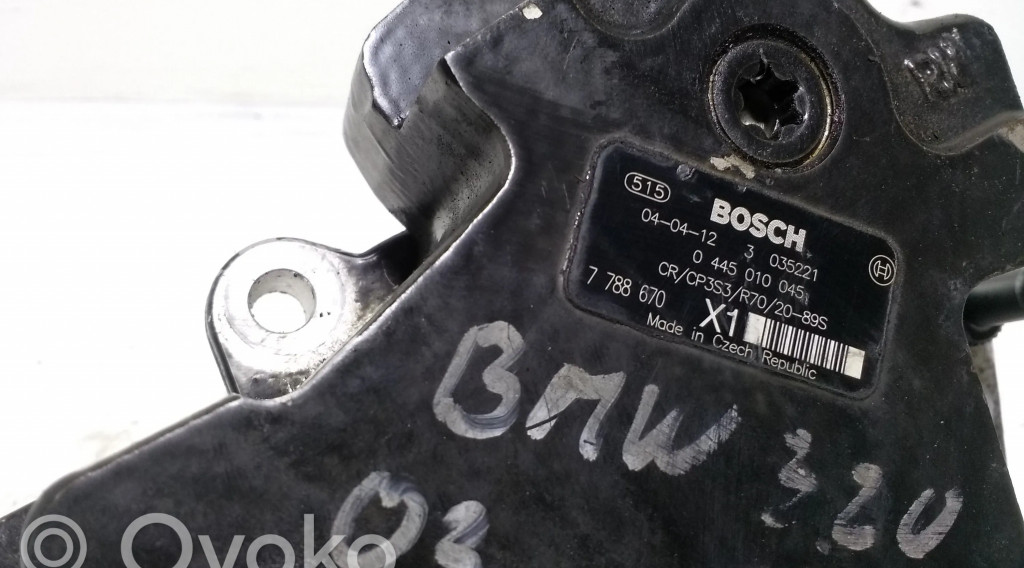 515
BOSCH
04-04-12 3 035221
0 445 010 045
CR/CP3S3/R70/20-89S
7 788 670 X1
Made in Czech Republic
BMW 320
03
Ovoko